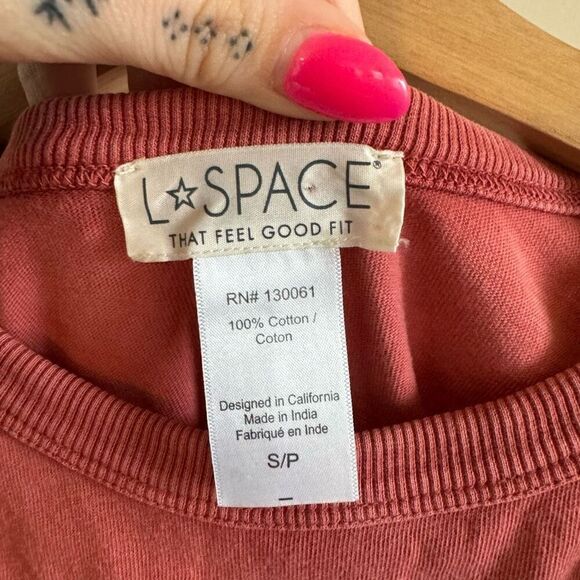 L☆SPACE®
THAT FEEL GOOD FIT
RN# 130061
100% Cotton /
Coton
Designed in California
Made in India
Fabriqué en Inde
S/P